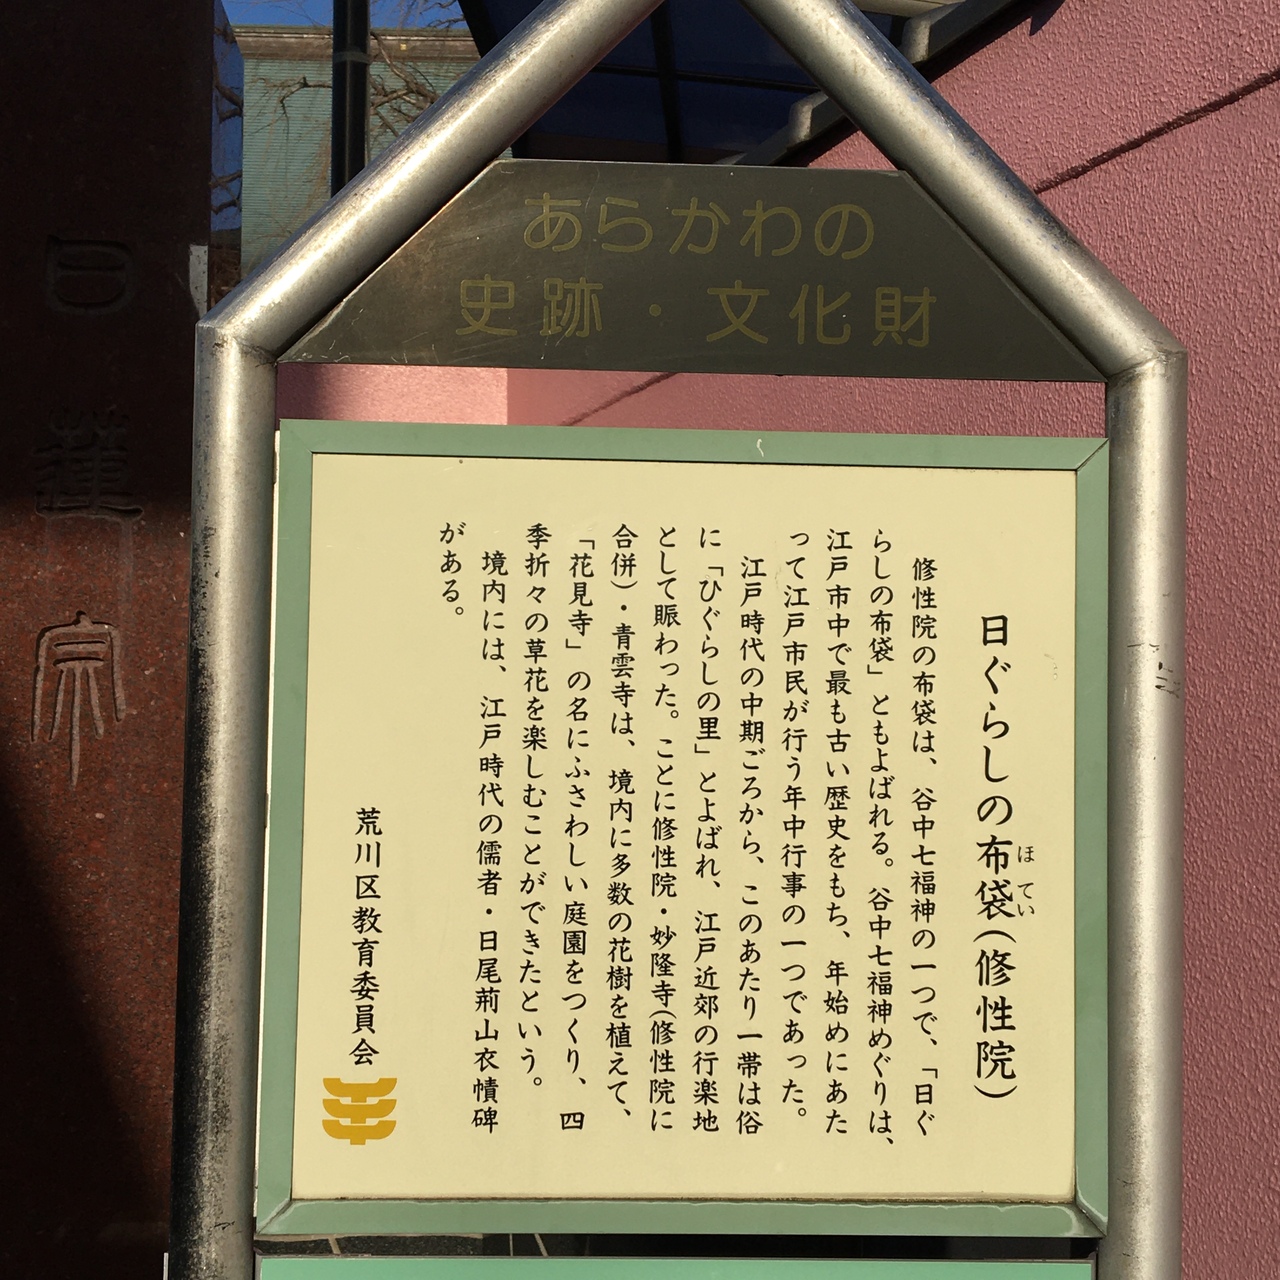 あらかわの
史跡・文化財
日ぐらしの布袋(修性院)
ほてい
修性院の布袋は、谷中七福神の一つで、「日ぐ
らしの布袋」ともよばれる。谷中七福神めぐりは、
江戸市中で最も古い歴史をもち、年始めにあた
って江戸市民が行う年中行事の一つであった。
江戸時代の中期ごろから、このあたり一帯は俗
に「ひぐらしの里」とよばれ、江戸近郊の行楽地
として賑わった。ことに修性院・妙隆寺(修性院に
合併)・青雲寺は、境内に多数の花樹を植えて、
「花見寺」の名にふさわしい庭園をつくり、四
季折々の草花を楽しむことができたという。
境内には、江戸時代の儒者・日尾荊山衣幘碑
がある。
荒川区教育委員会
日蓮宗